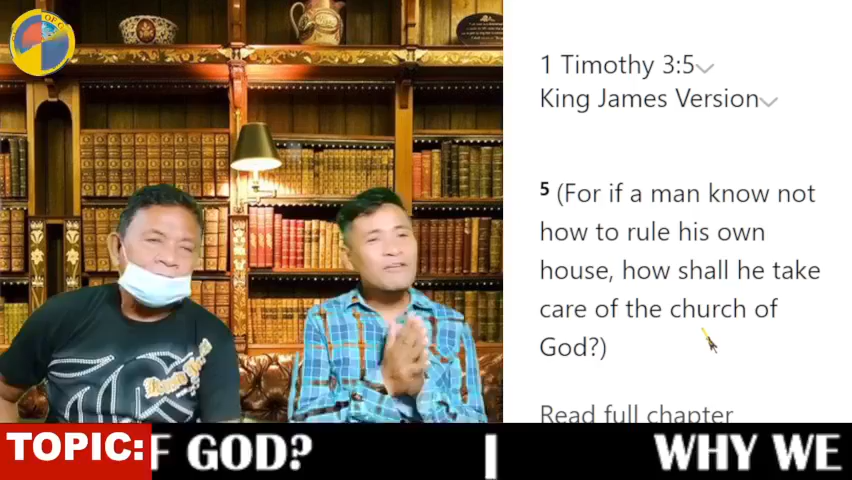 OF G
1 Timothy 3:5
King James Version
5 (For if a man know not
how to rule his own
house, how shall he take
care of the church of
God?)
Read full chapter
TOPIC: F GOD? | WHY WE